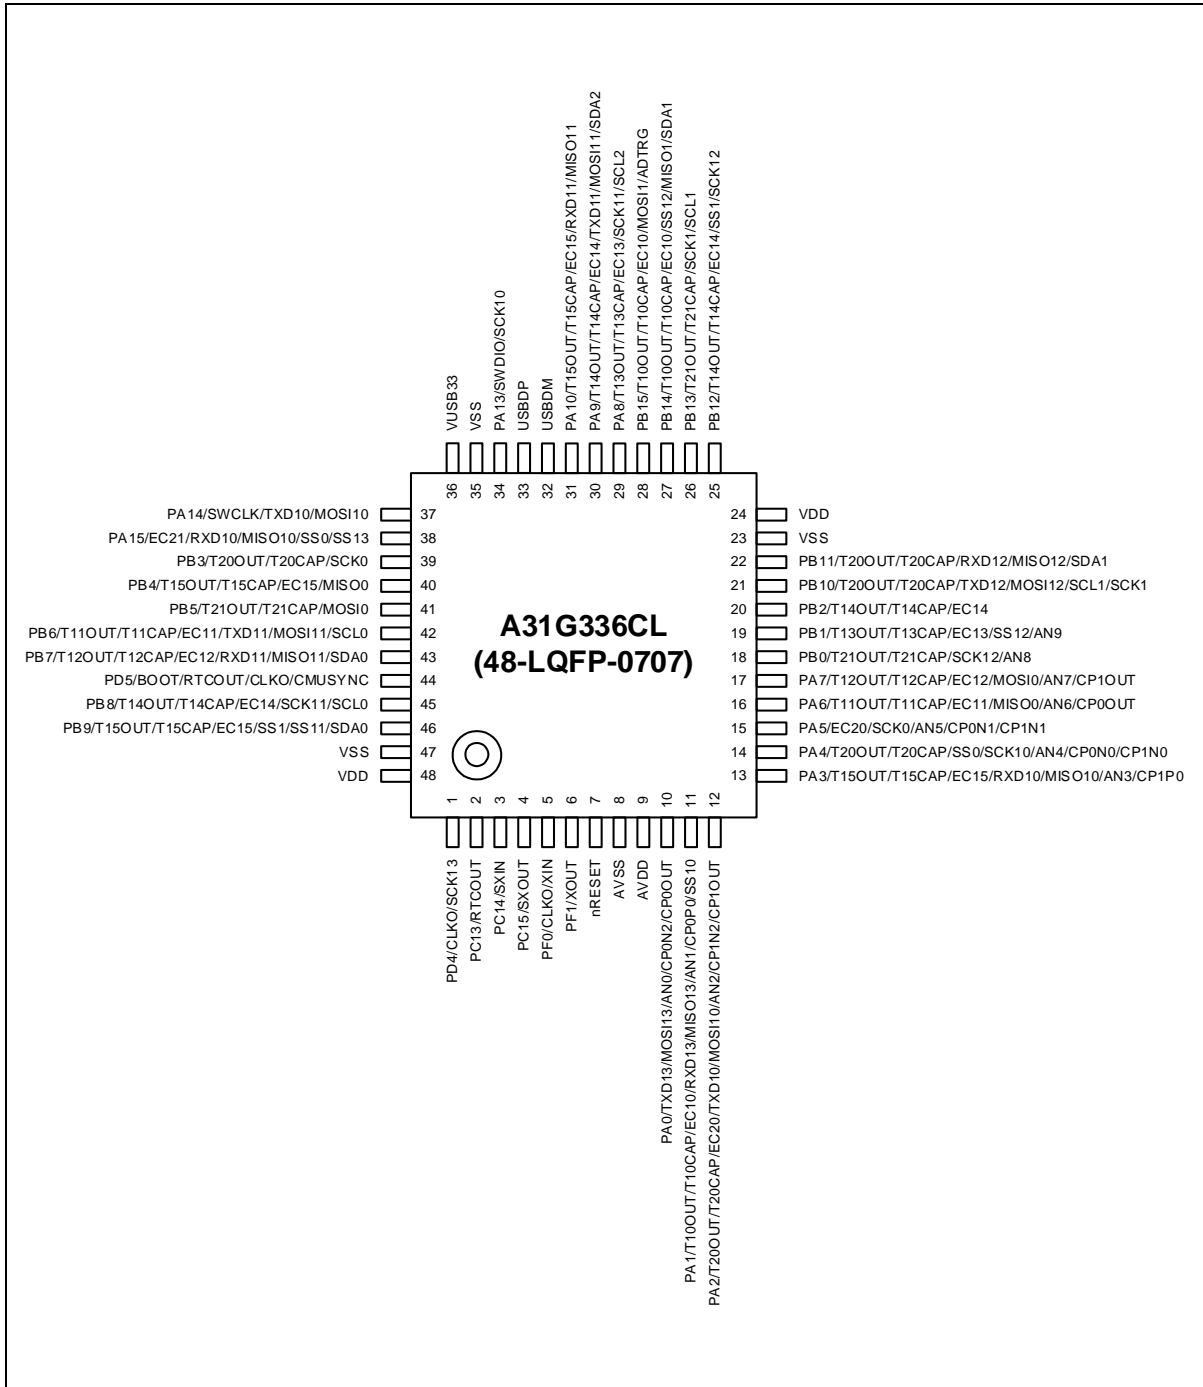 PA10/T15OUT/T15CAP/EC15/RXD11/MISO11
PA9/T14OUT/T14CAP/EC14/TXD11/MOSI11/SDA2
PA8/T13OUT/T13CAP/EC13/SCK11/SCL2
PB15/T10OUT/T10CAP/EC10/MOSI1/ADTRG
PB14/T10OUT/T10CAP/EC10/SS12/MISO1/SDA1
PB13/T21OUT/T21CAP/SCK1/SCL1
PB12/T14OUT/T14CAP/EC14/SS1/SCK12
VUSB33
VSS
PA13/SWDIO/SCK10
USBDP
USBDM
36
35
34
33
32
31
30
29
28
27
26
25
PA14/SWCLK/TXD10/MOSI10
37
PA15/EC21/RXD10/MISO10/SS0/SS13
38
PB3/T20OUT/T20CAP/SCK0
39
PB4/T15OUT/T15CAP/EC15/MISO0
40
PB5/T21OUT/T21CAP/MOSI0
41
PB6/T11OUT/T11CAP/EC11/TXD11/MOSI11/SCL0
42
PB7/T12OUT/T12CAP/EC12/RXD11/MISO11/SDA0
43
PD5/BOOT/RTCOUT/CLKO/CMUSYNC
44
PB8/T14OUT/T14CAP/EC14/SCK11/SCL0
45
PB9/T15OUT/T15CAP/EC15/SS1/SS11/SDA0
46
VSS
47
VDD
48
A31G336CL
(48-LQFP-0707)
24
VDD
23
VSS
22
PB11/T20OUT/T20CAP/RXD12/MISO12/SDA1
21
PB10/T20OUT/T20CAP/TXD12/MOSI12/SCL1/SCK1
20
PB2/T14OUT/T14CAP/EC14
19
PB1/T13OUT/T13CAP/EC13/SS12/AN9
18
PB0/T21OUT/T21CAP/SCK12/AN8
17
PA7/T12OUT/T12CAP/EC12/MOSI0/AN7/CP1OUT
16
PA6/T11OUT/T11CAP/EC11/MISO0/AN6/CP0OUT
15
PA5/EC20/SCK0/AN5/CP0N1/CP1N1
14
PA4/T20OUT/T20CAP/SS0/SCK10/AN4/CP0N0/CP1N0
13
PA3/T15OUT/T15CAP/EC15/RXD10/MISO10/AN3/CP1P0
1
2
3
4
5
6
7
8
9
10
11
12
PD4/CLKO/SCK13
PC13/RTCOUT
PC14/SXIN
PC15/SXOUT
PF0/CLKO/XIN
PF1/XOUT
nRESET
AVSS
AVDD
PA0/TXD13/MOSI13/AN0/CP0N2/CP0OUT
PA1/T10OUT/T10CAP/EC10/RXD13/MISO13/AN1/CP0P0/SS10
PA2/T20OUT/T20CAP/EC20/TXD10/MOSI10/AN2/CP1N2/CP1OUT